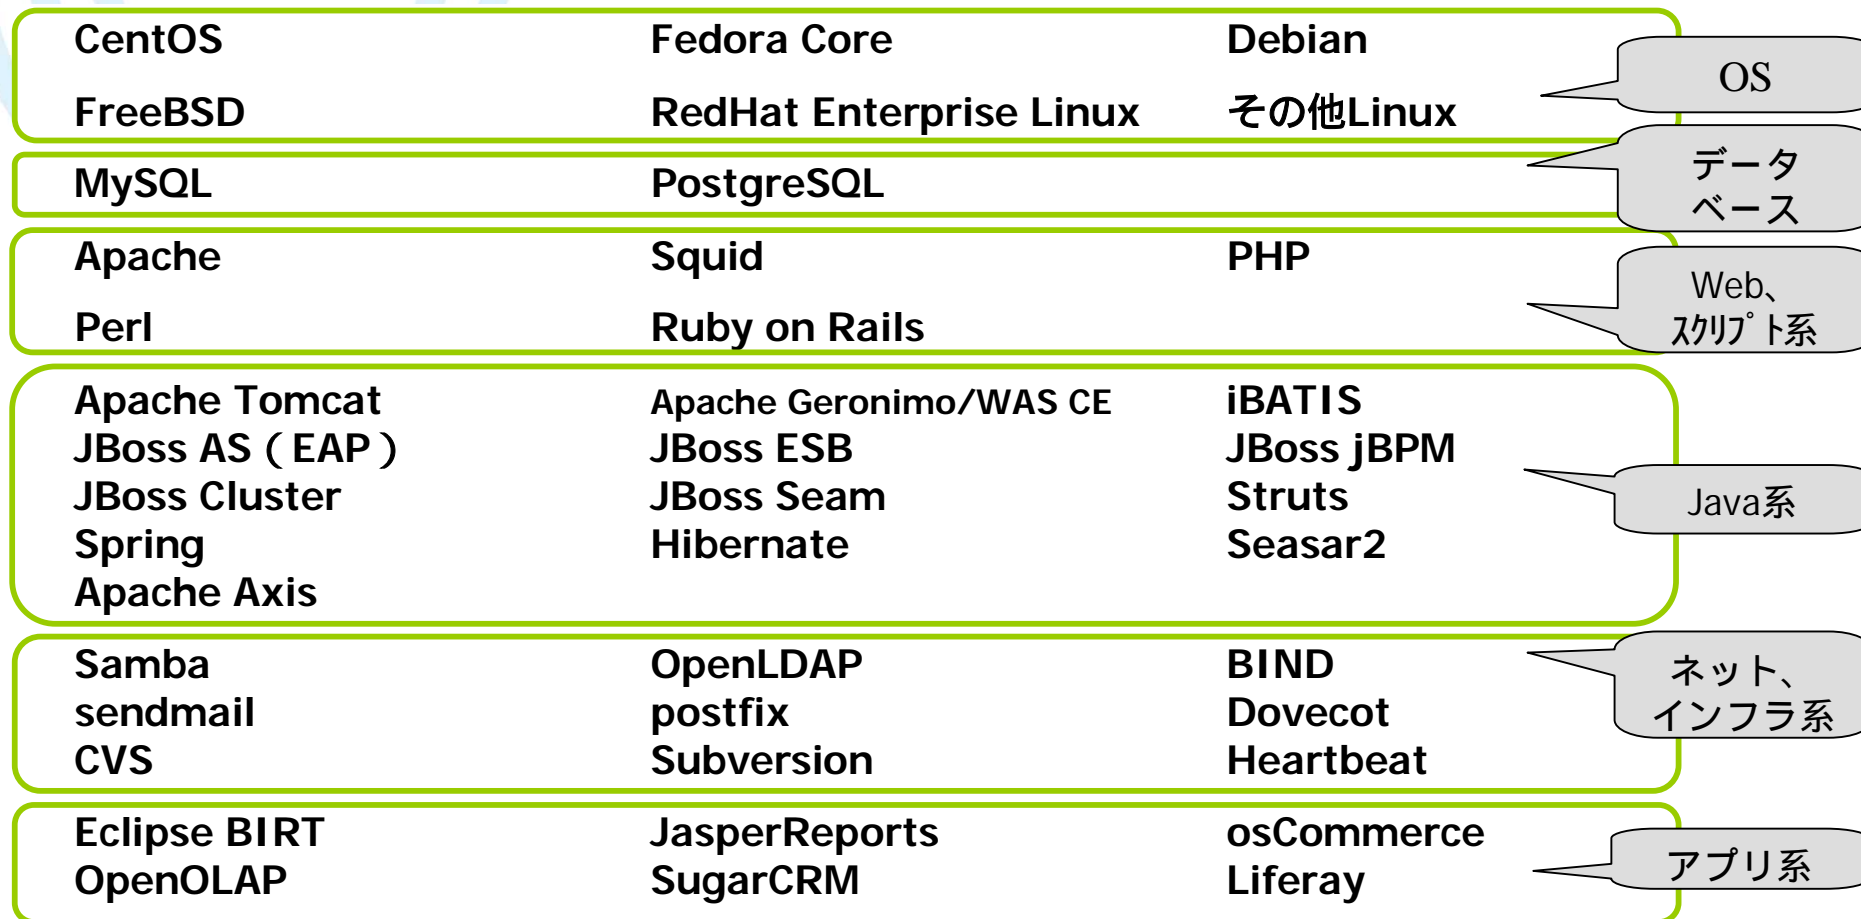 CentOS Fedora Core Debian
FreeBSD RedHat Enterprise Linux その他Linux
OS
MySQL PostgreSQL
データ
ベース
Apache Squid PHP
Perl Ruby on Rails
Web、
ｽｸﾘﾌﾟﾄ系
Apache Tomcat Apache Geronimo/WAS CE iBATIS
JBoss AS（EAP） JBoss ESB JBoss jBPM
JBoss Cluster JBoss Seam Struts
Spring Hibernate Seasar2
Apache Axis
Java系
Samba OpenLDAP BIND
sendmail postfix Dovecot
CVS Subversion Heartbeat
ネット、
インフラ系
Eclipse BIRT JasperReports osCommerce
OpenOLAP SugarCRM Liferay
アプリ系